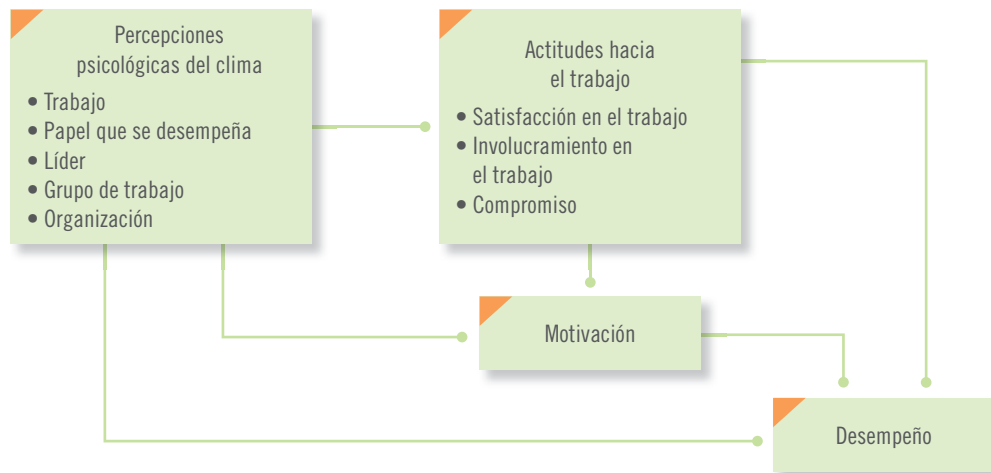 Percepciones
psicológicas del clima
• Trabajo
• Papel que se desempeña
• Líder
• Grupo de trabajo
• Organización
Actitudes hacia
el trabajo
• Satisfacción en el trabajo
• Involucramiento en
el trabajo
• Compromiso
Motivación
Desempeño